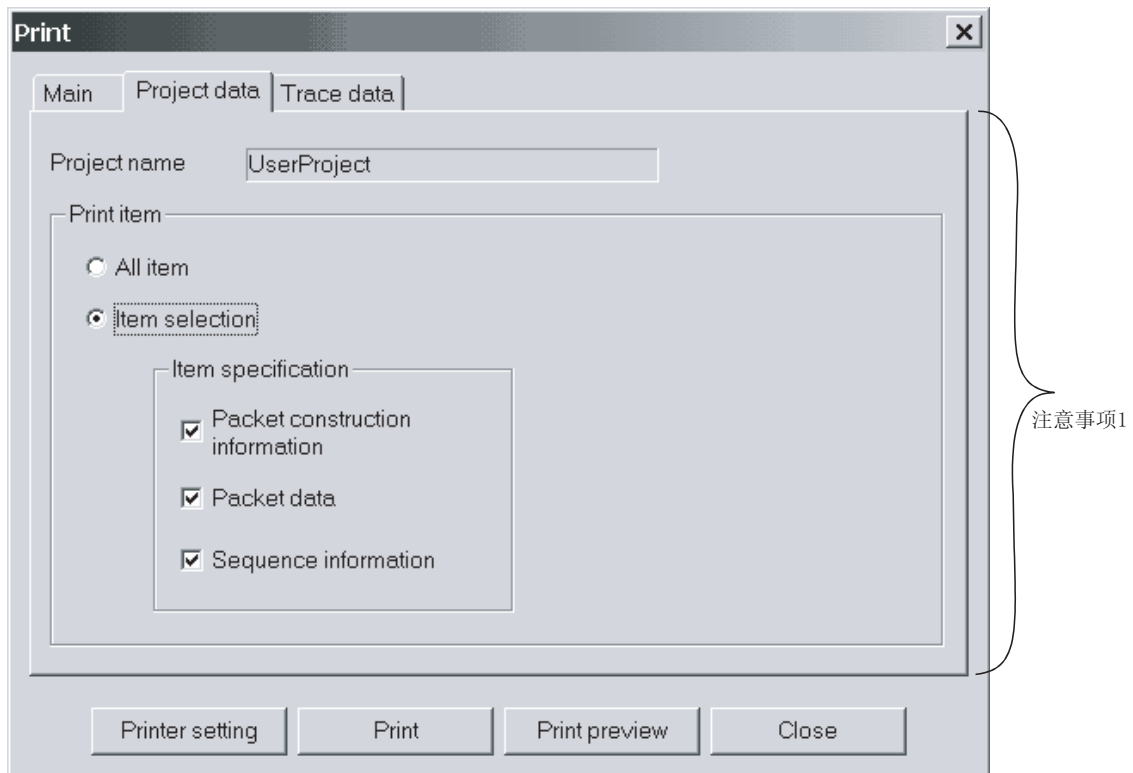 Print
Main Project data Trace data
Project name UserProject
Print item
All item
Item selection
Item specification
Packet construction
information
注意事项1
Packet data
Sequence information
Printer setting Print Print preview Close